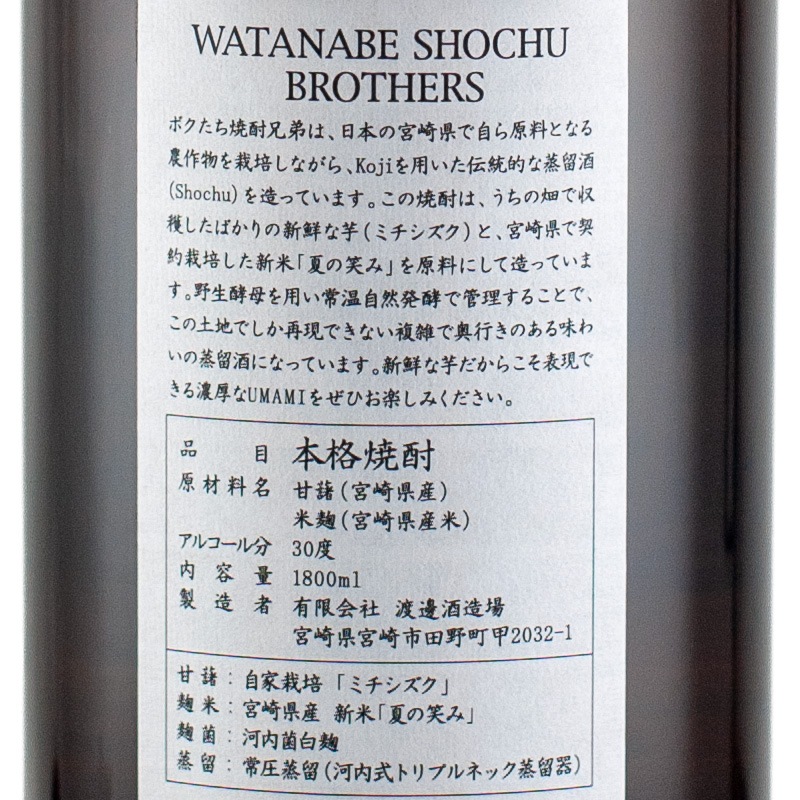 WATANABE SHOCHU
BROTHERS
ボクたち焼酎兄弟は、日本の宮崎県で自ら原料となる
農作物を栽培しながら、Kojiを用いた伝統的な蒸留酒
(Shochu)を造っています。この焼酎は、うちの畑で収
穫したばかりの新鮮な芋(ミチシズク)と、宮崎県で契
約栽培した新米「夏の笑み」を原料にして造っていま
す。野生酵母を用い常温自然発酵で管理することで、
この土地でしか再現できない複雑で奥行きのある味わ
いの蒸留酒になっています。新鮮な芋だからこそ表現で
きる濃厚なUMAMIをぜひお楽しみください。
品目 本格焼酎
原材料名 甘藷(宮崎県産)
米麹(宮崎県産米)
アルコール分 30度
内容量 1800ml
製造者 有限会社 渡邊酒造場
宮崎県宮崎市田野町甲2032-1
甘藷：自家栽培「ミチシズク」
麹米：宮崎県産 新米「夏の笑み」
麹菌：河内菌白麹
蒸留：常圧蒸留(河内式トリプルネック蒸留器)